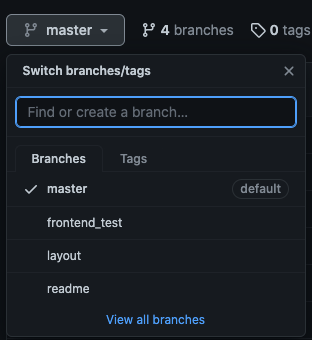 master 4 branches 0 tags
Switch branches/tags
Find or create a branch...
Branches Tags
master default
frontend_test
layout
readme
View all branches